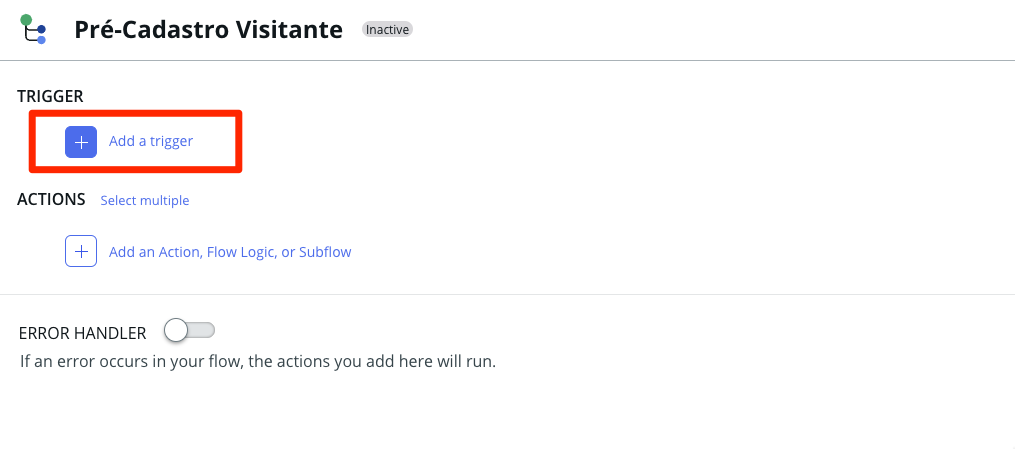 Pré-Cadastro Visitante Inactive
TRIGGER
Add a trigger
ACTIONS Select multiple
Add an Action, Flow Logic, or Subflow
ERROR HANDLER
If an error occurs in your flow, the actions you add here will run.